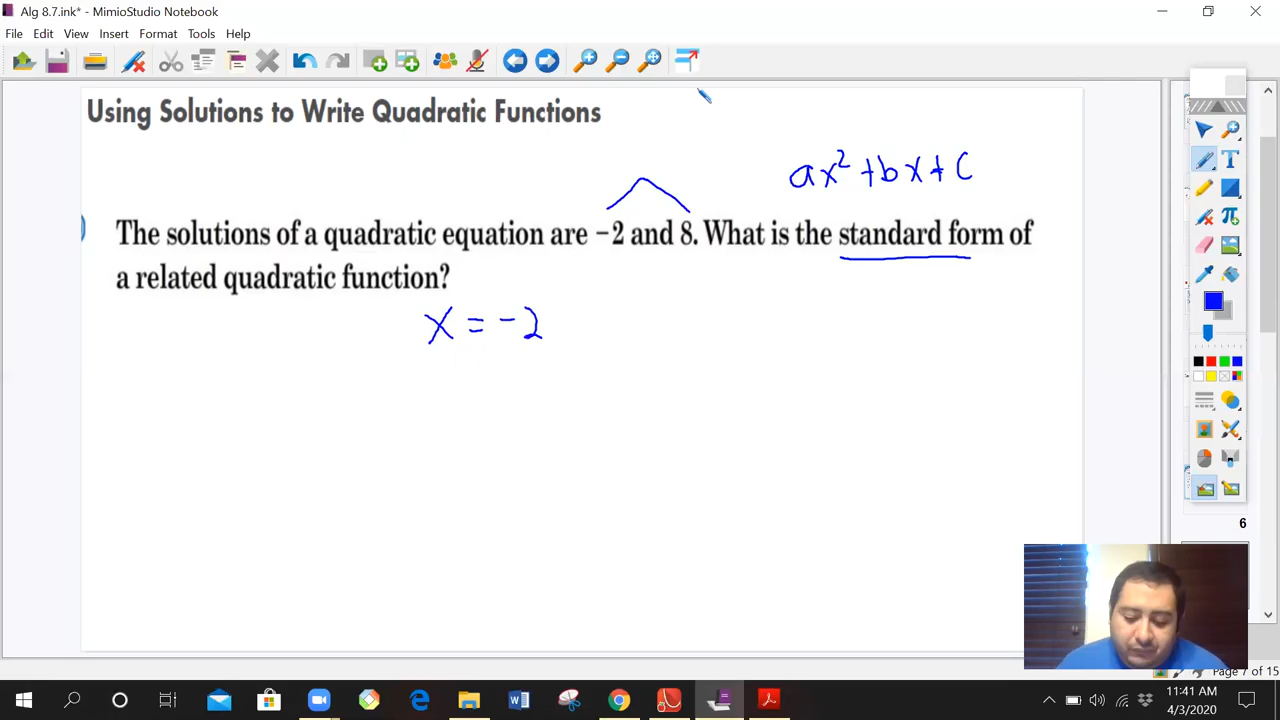 Alg 8.7.ink* - MimioStudio Notebook
File Edit View Insert Format Tools Help
Using Solutions to Write Quadratic Functions
ax² + bx + c
The solutions of a quadratic equation are −2 and 8. What is the standard form of
a related quadratic function?
x = -2
T
π
6
Page 7 of 15
11:41 AM
4/3/2020